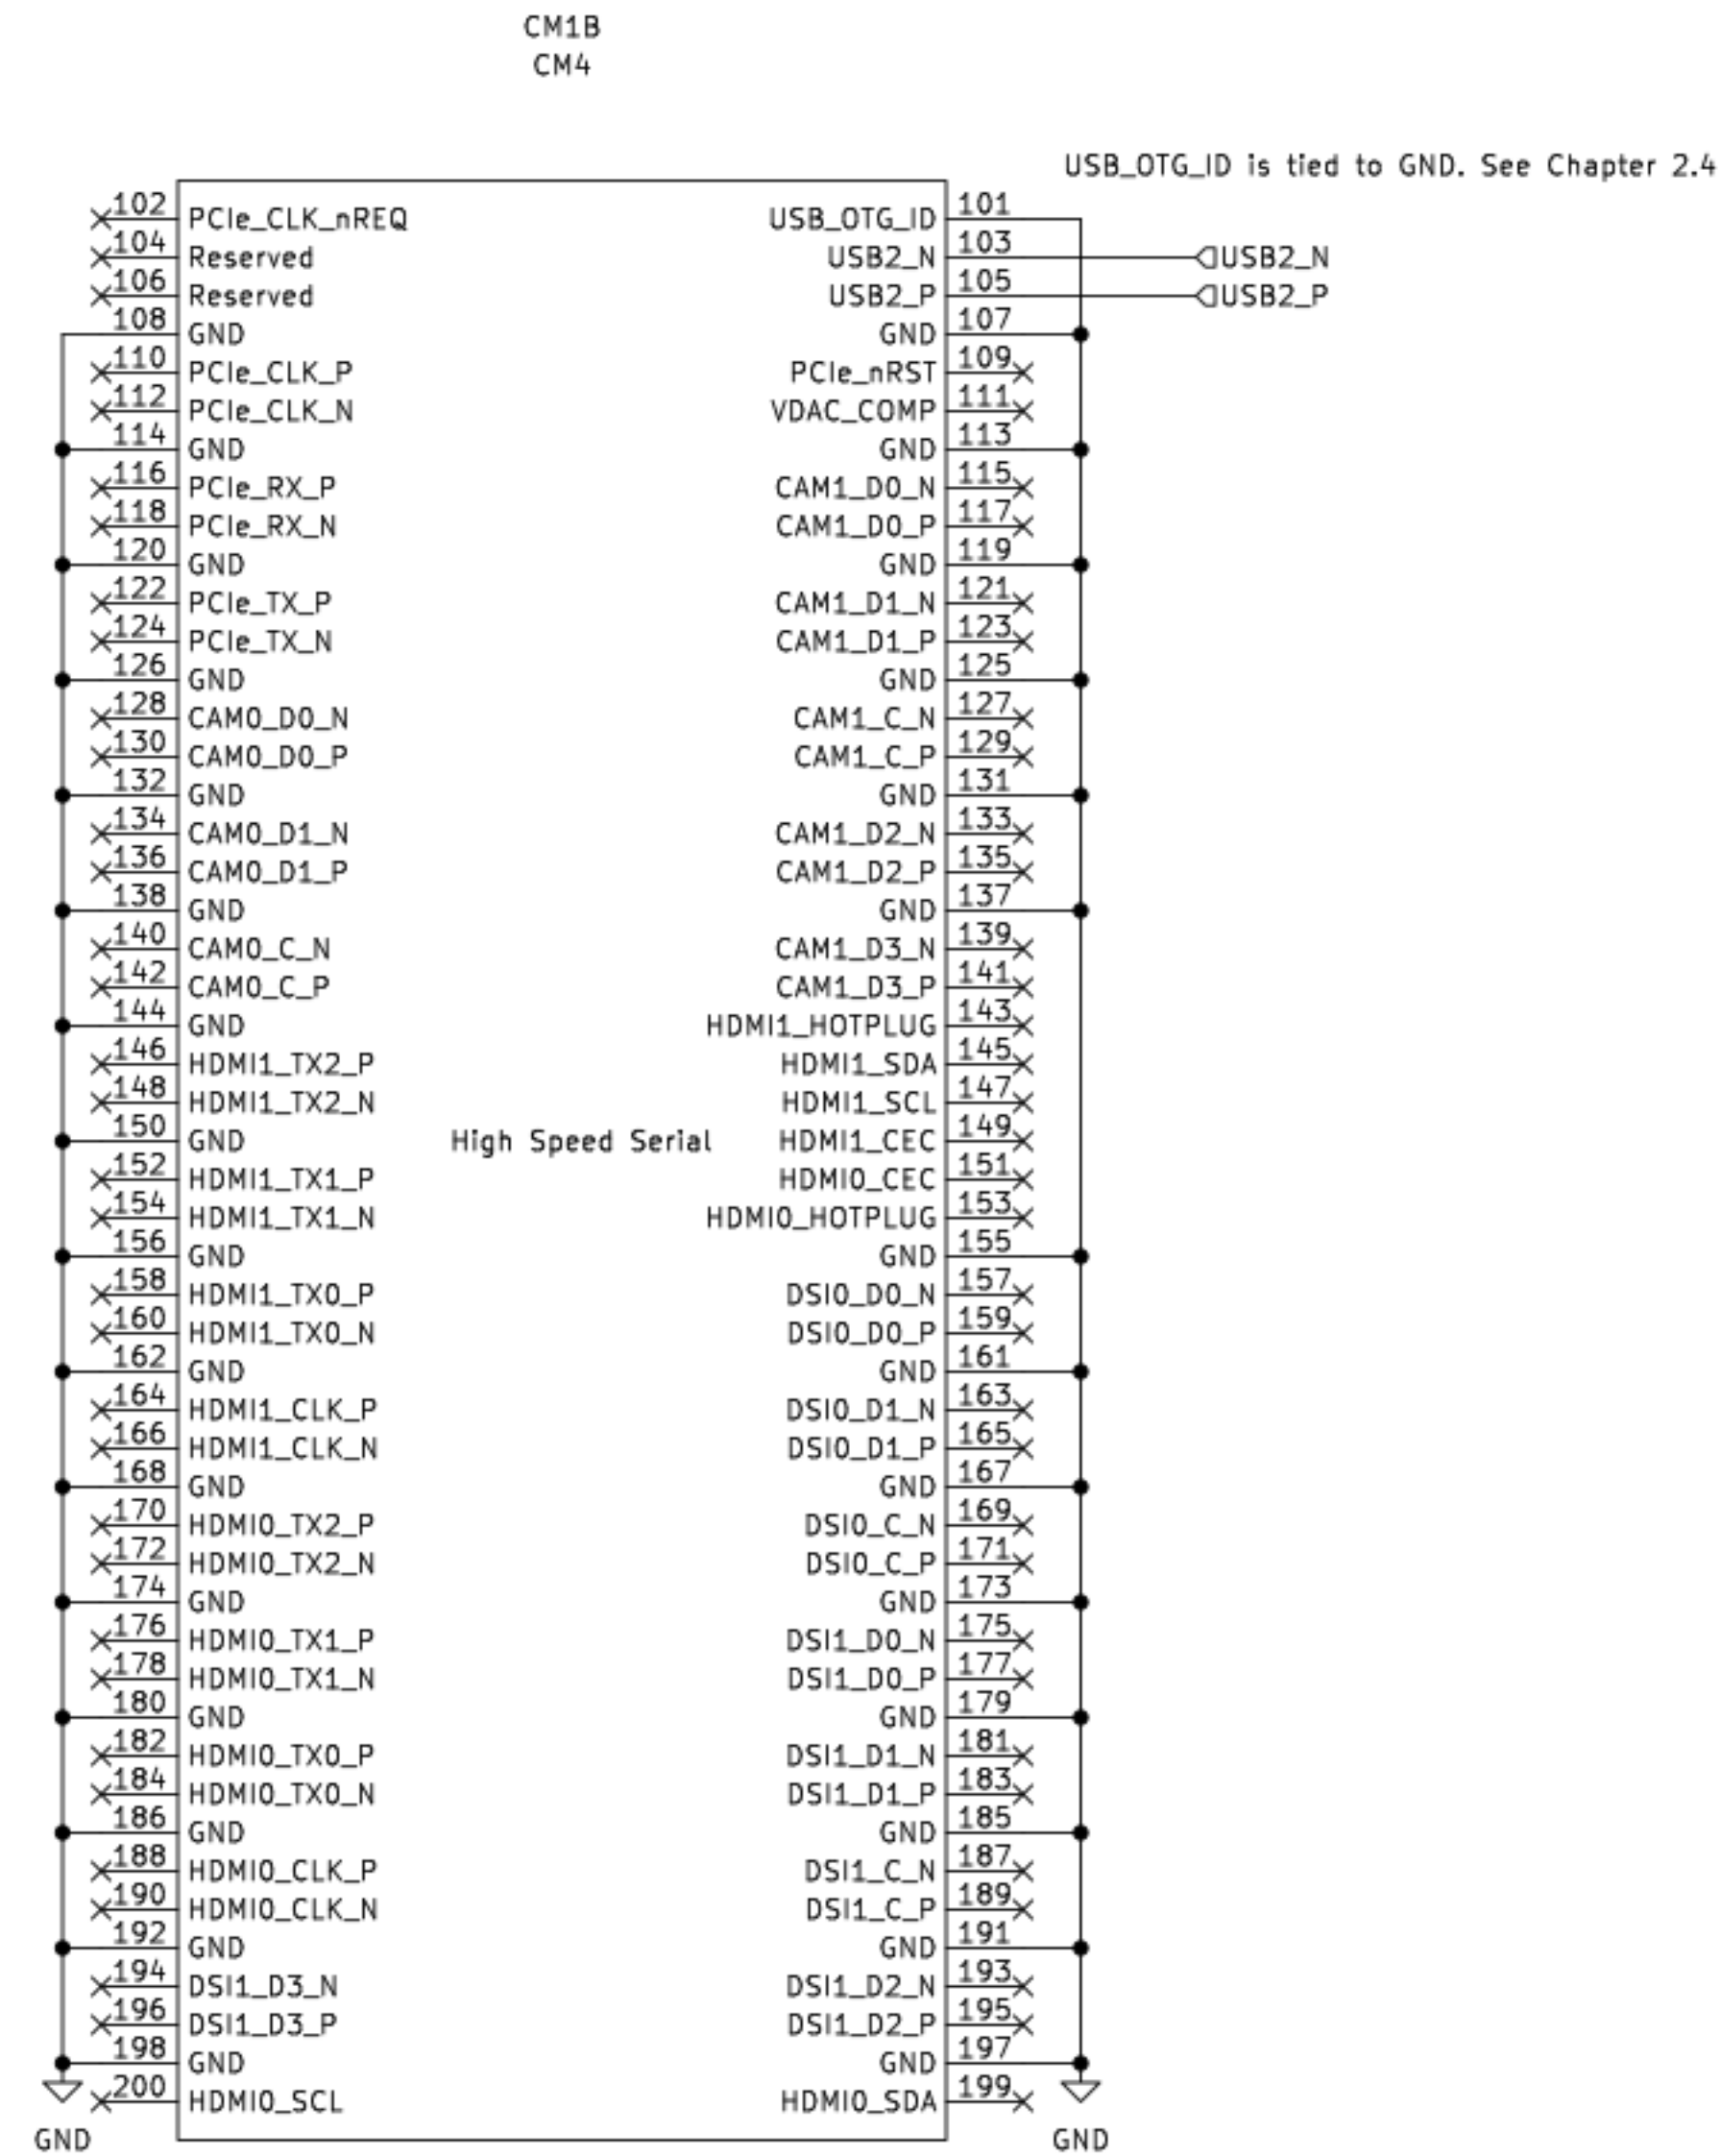 CM1B
CM4
USB_OTG_ID is tied to GND. See Chapter 2.4
102 PCIe_CLK_nREQ USB_OTG_ID 101
104 Reserved USB2_N 103 USB2_N
106 Reserved USB2_P 105 USB2_P
108 GND GND 107
110 PCIe_CLK_P PCIe_nRST 109
112 PCIe_CLK_N VDAC_COMP 111
114 GND GND 113
116 PCIe_RX_P CAM1_D0_N 115
118 PCIe_RX_N CAM1_D0_P 117
120 GND GND 119
122 PCIe_TX_P CAM1_D1_N 121
124 PCIe_TX_N CAM1_D1_P 123
126 GND GND 125
128 CAM0_D0_N CAM1_C_N 127
130 CAM0_D0_P CAM1_C_P 129
132 GND GND 131
134 CAM0_D1_N CAM1_D2_N 133
136 CAM0_D1_P CAM1_D2_P 135
138 GND GND 137
140 CAM0_C_N CAM1_D3_N 139
142 CAM0_C_P CAM1_D3_P 141
144 GND HDMI1_HOTPLUG 143
146 HDMI1_TX2_P HDMI1_SDA 145
148 HDMI1_TX2_N HDMI1_SCL 147
150 GND High Speed Serial HDMI1_CEC 149
152 HDMI1_TX1_P HDMI0_CEC 151
154 HDMI1_TX1_N HDMI0_HOTPLUG 153
156 GND GND 155
158 HDMI1_TX0_P DSI0_D0_N 157
160 HDMI1_TX0_N DSI0_D0_P 159
162 GND GND 161
164 HDMI1_CLK_P DSI0_D1_N 163
166 HDMI1_CLK_N DSI0_D1_P 165
168 GND GND 167
170 HDMI0_TX2_P DSI0_C_N 169
172 HDMI0_TX2_N DSI0_C_P 171
174 GND GND 173
176 HDMI0_TX1_P DSI1_D0_N 175
178 HDMI0_TX1_N DSI1_D0_P 177
180 GND GND 179
182 HDMI0_TX0_P DSI1_D1_N 181
184 HDMI0_TX0_N DSI1_D1_P 183
186 GND GND 185
188 HDMI0_CLK_P DSI1_C_N 187
190 HDMI0_CLK_N DSI1_C_P 189
192 GND GND 191
194 DSI1_D3_N DSI1_D2_N 193
196 DSI1_D3_P DSI1_D2_P 195
198 GND GND 197
200 HDMI0_SCL HDMI0_SDA 199
GND GND